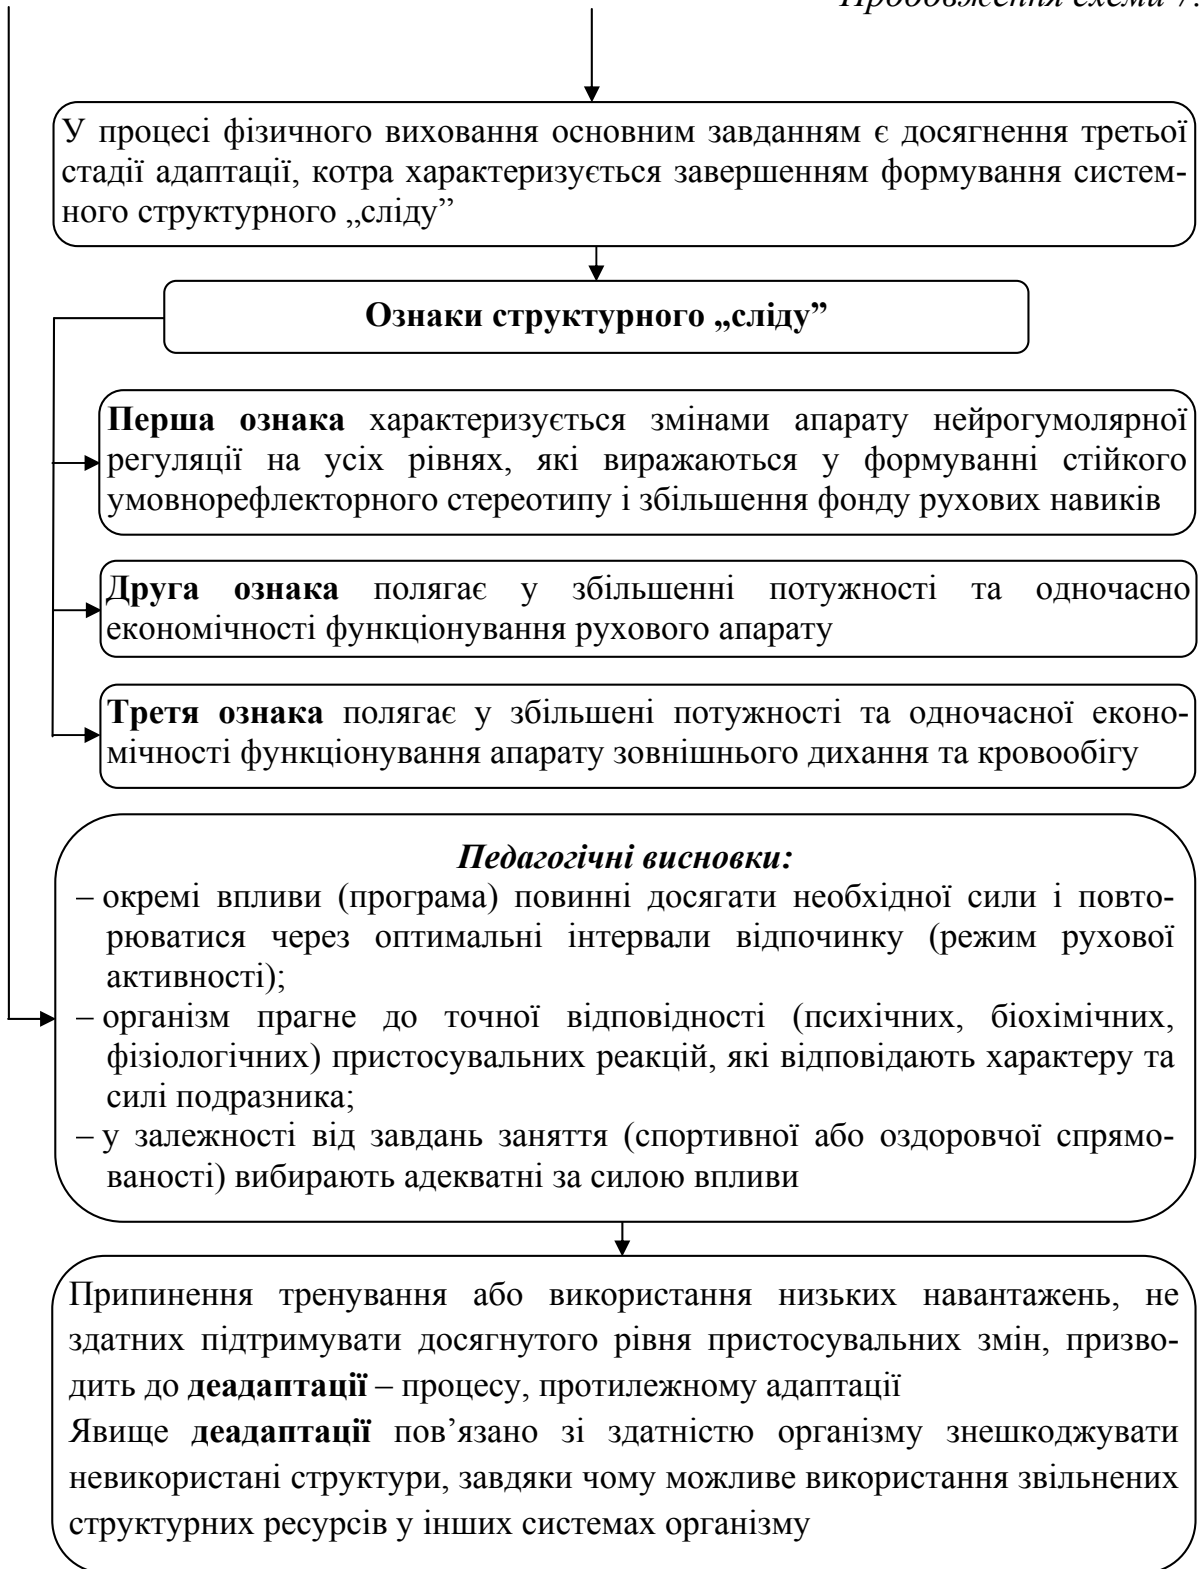 Продовження схеми 7.
У процесі фізичного виховання основним завданням є досягнення третьої
стадії адаптації, котра характеризується завершенням формування систем-
ного структурного „сліду”
Ознаки структурного „сліду”
Перша ознака характеризується змінами апарату нейрогумолярної
регуляції на усіх рівнях, які виражаються у формуванні стійкого
умовнорефлекторного стереотипу і збільшення фонду рухових навиків
Друга ознака полягає у збільшенні потужності та одночасно
економічності функціонування рухового апарату
Третя ознака полягає у збільшені потужності та одночасної еконо-
мічності функціонування апарату зовнішнього дихання та кровообігу
Педагогічні висновки:
– окремі впливи (програма) повинні досягати необхідної сили і повто-
рюватися через оптимальні інтервали відпочинку (режим рухової
активності);
– організм прагне до точної відповідності (психічних, біохімічних,
фізіологічних) пристосувальних реакцій, які відповідають характеру та
силі подразника;
– у залежності від завдань заняття (спортивної або оздоровчої спрямо-
ваності) вибирають адекватні за силою впливи
Припинення тренування або використання низьких навантажень, не
здатних підтримувати досягнутого рівня пристосувальних змін, призво-
дить до деадаптації – процесу, протилежному адаптації
Явище деадаптації пов’язано зі здатністю організму знешкоджувати
невикористані структури, завдяки чому можливе використання звільнених
структурних ресурсів у інших системах організму